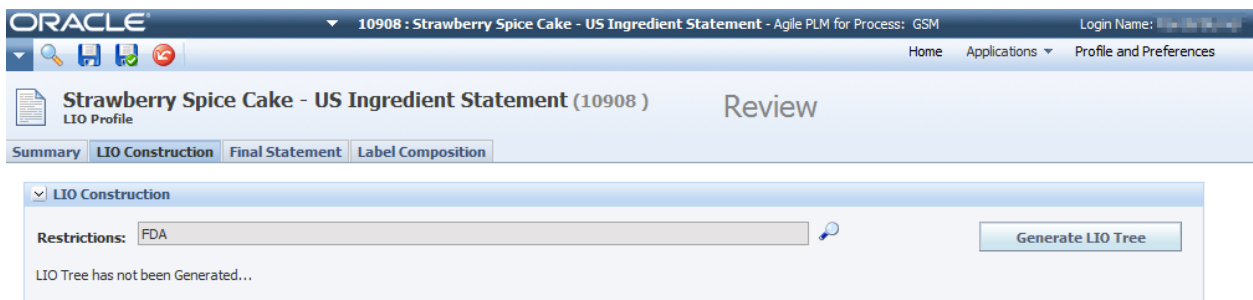 ORACLE 10908 : Strawberry Spice Cake - US Ingredient Statement - Agile PLM for Process: GSM Login Name:
Home Applications Profile and Preferences
Strawberry Spice Cake - US Ingredient Statement (10908 ) Review
LIO Profile
Summary LIO Construction Final Statement Label Composition
LIO Construction
Restrictions: FDA Generate LIO Tree
LIO Tree has not been Generated...